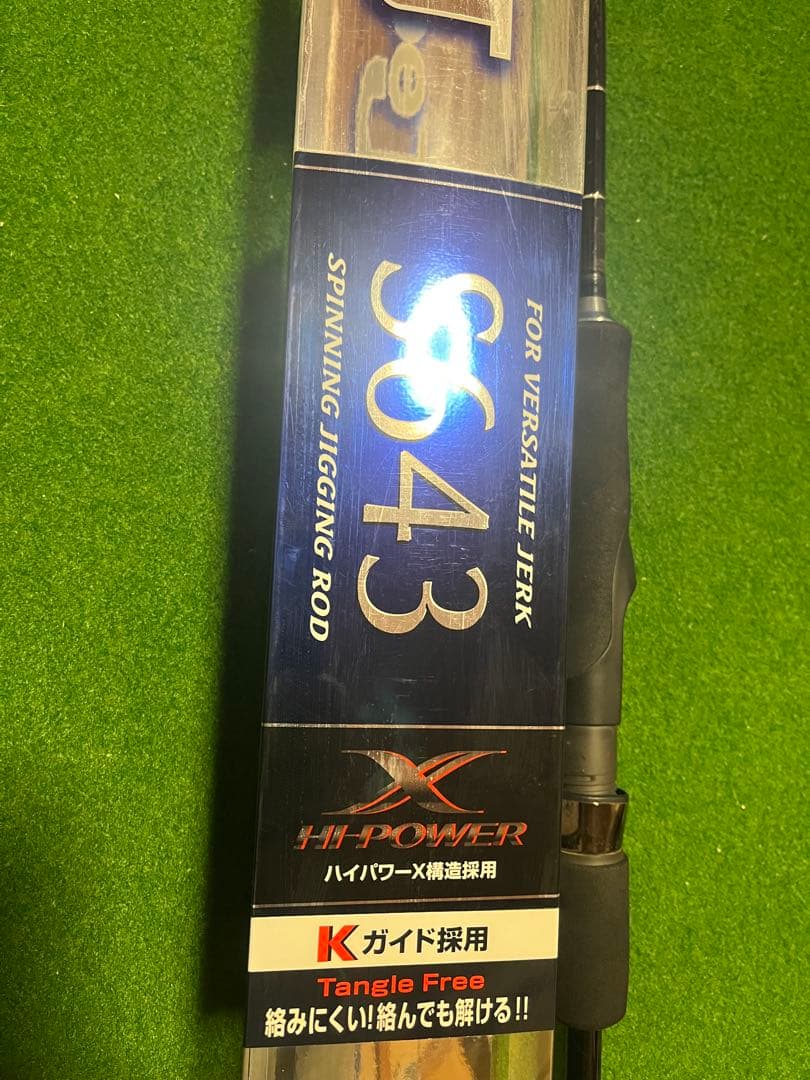 FOR VERSATILE JERK
S643
SPINNING JIGGING ROD
X
HI-POWER
ハイパワーX構造採用
K ガイド採用
Tangle Free
絡みにくい!絡んでも解ける!!